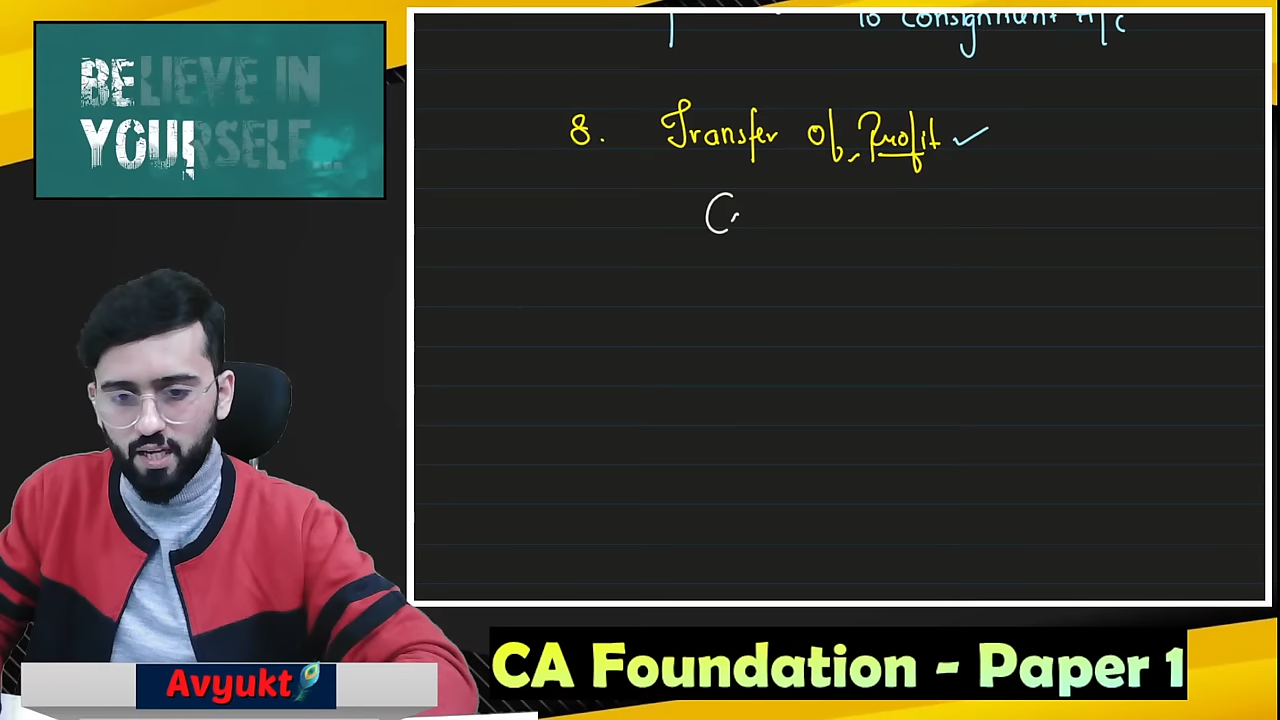 to Consignment A/c
BELIEVE IN
YOURSELF...
8. Transfer of Profit
CA Foundation - Paper 1
Avyukt